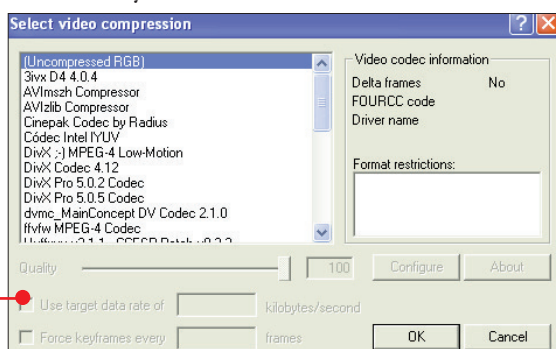 Select video compression
(Uncompressed RGB)
3ivx D4 4.0.4
AVImszh Compressor
AVIzlib Compressor
Cinepak Codec by Radius
Códec Intel IYUV
DivX ;-) MPEG-4 Low-Motion
DivX Codec 4.12
DivX Pro 5.0.2 Codec
DivX Pro 5.0.5 Codec
dvmc_MainConcept DV Codec 2.1.0
ffvfw MPEG-4 Codec
Video codec information
Delta frames No
FOURCC code
Driver name
Format restrictions:
Quality 100 Configure About
Use target data rate of kilobytes/second
Force keyframes every frames
OK Cancel